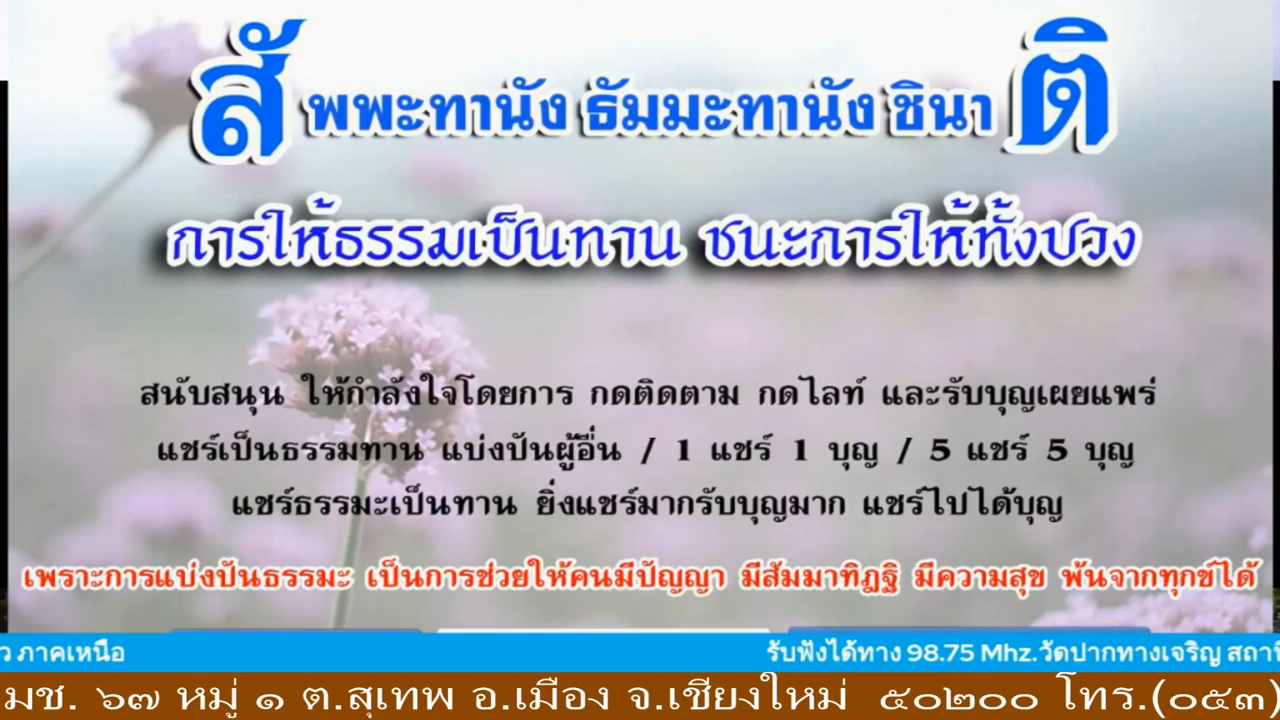 สัพพะทานัง ธัมมะทานัง ชินาติ
การให้ธรรมเป็นทาน ชนะการให้ทั้งปวง
สนับสนุน ให้กำลังใจโดยการ กดติดตาม กดไลท์ และรับบุญเผยแพร่
แชร์เป็นธรรมทาน แบ่งปันผู้อื่น / 1 แชร์ 1 บุญ / 5 แชร์ 5 บุญ
แชร์ธรรมะเป็นทาน ยิ่งแชร์มากรับบุญมาก แชร์ไปได้บุญ
เพราะการแบ่งปันธรรมะ เป็นการช่วยให้คนมีปัญญา มีสัมมาทิฏฐิ มีความสุข พ้นจากทุกข์ได้
ว ภาคเหนือ รับฟังได้ทาง 98.75 Mhz.วัดปากทางเจริญ สถานี
มช. ๖๗ หมู่ ๑ ต.สุเทพ อ.เมือง จ.เชียงใหม่ ๕๐๒๐๐ โทร.(๐๕๓)